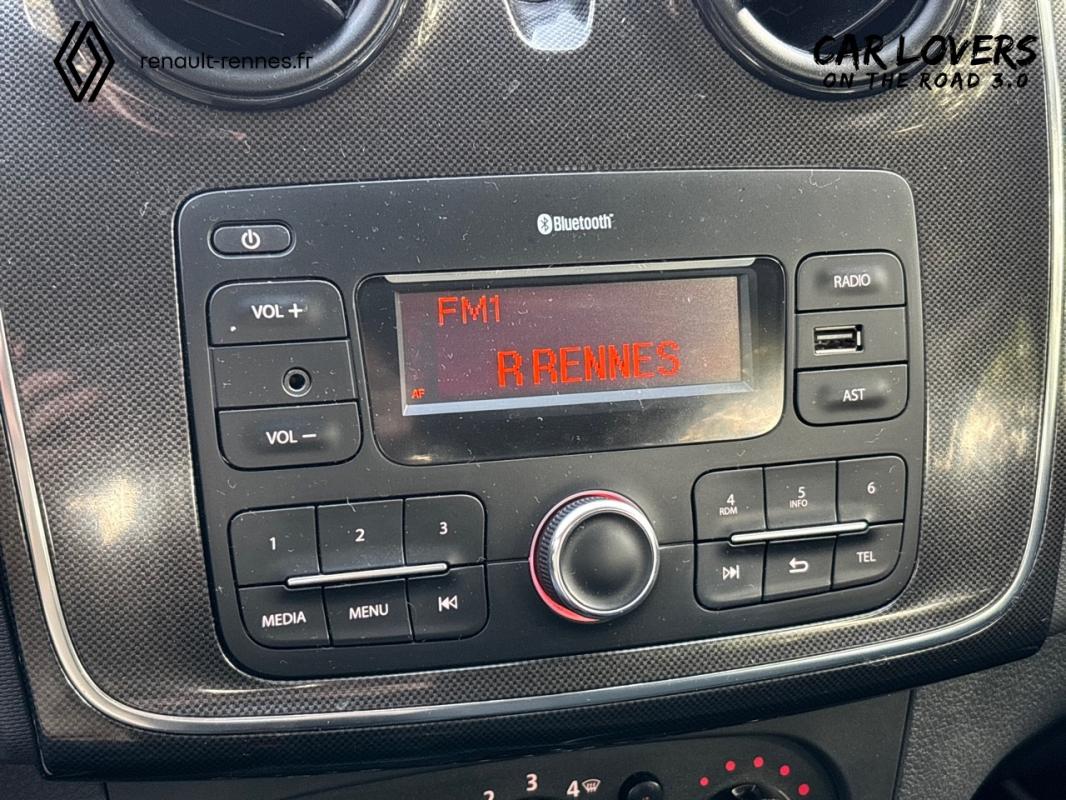 renault-rennes.fr
CAR LOVERS
ON THE ROAD 3.0
Bluetooth
VOL +
RADIO
FM1
R RENNES
AF
VOL −
AST
1
2
3
4
RDM
5
INFO
6
MEDIA
MENU
TEL
2
3
4